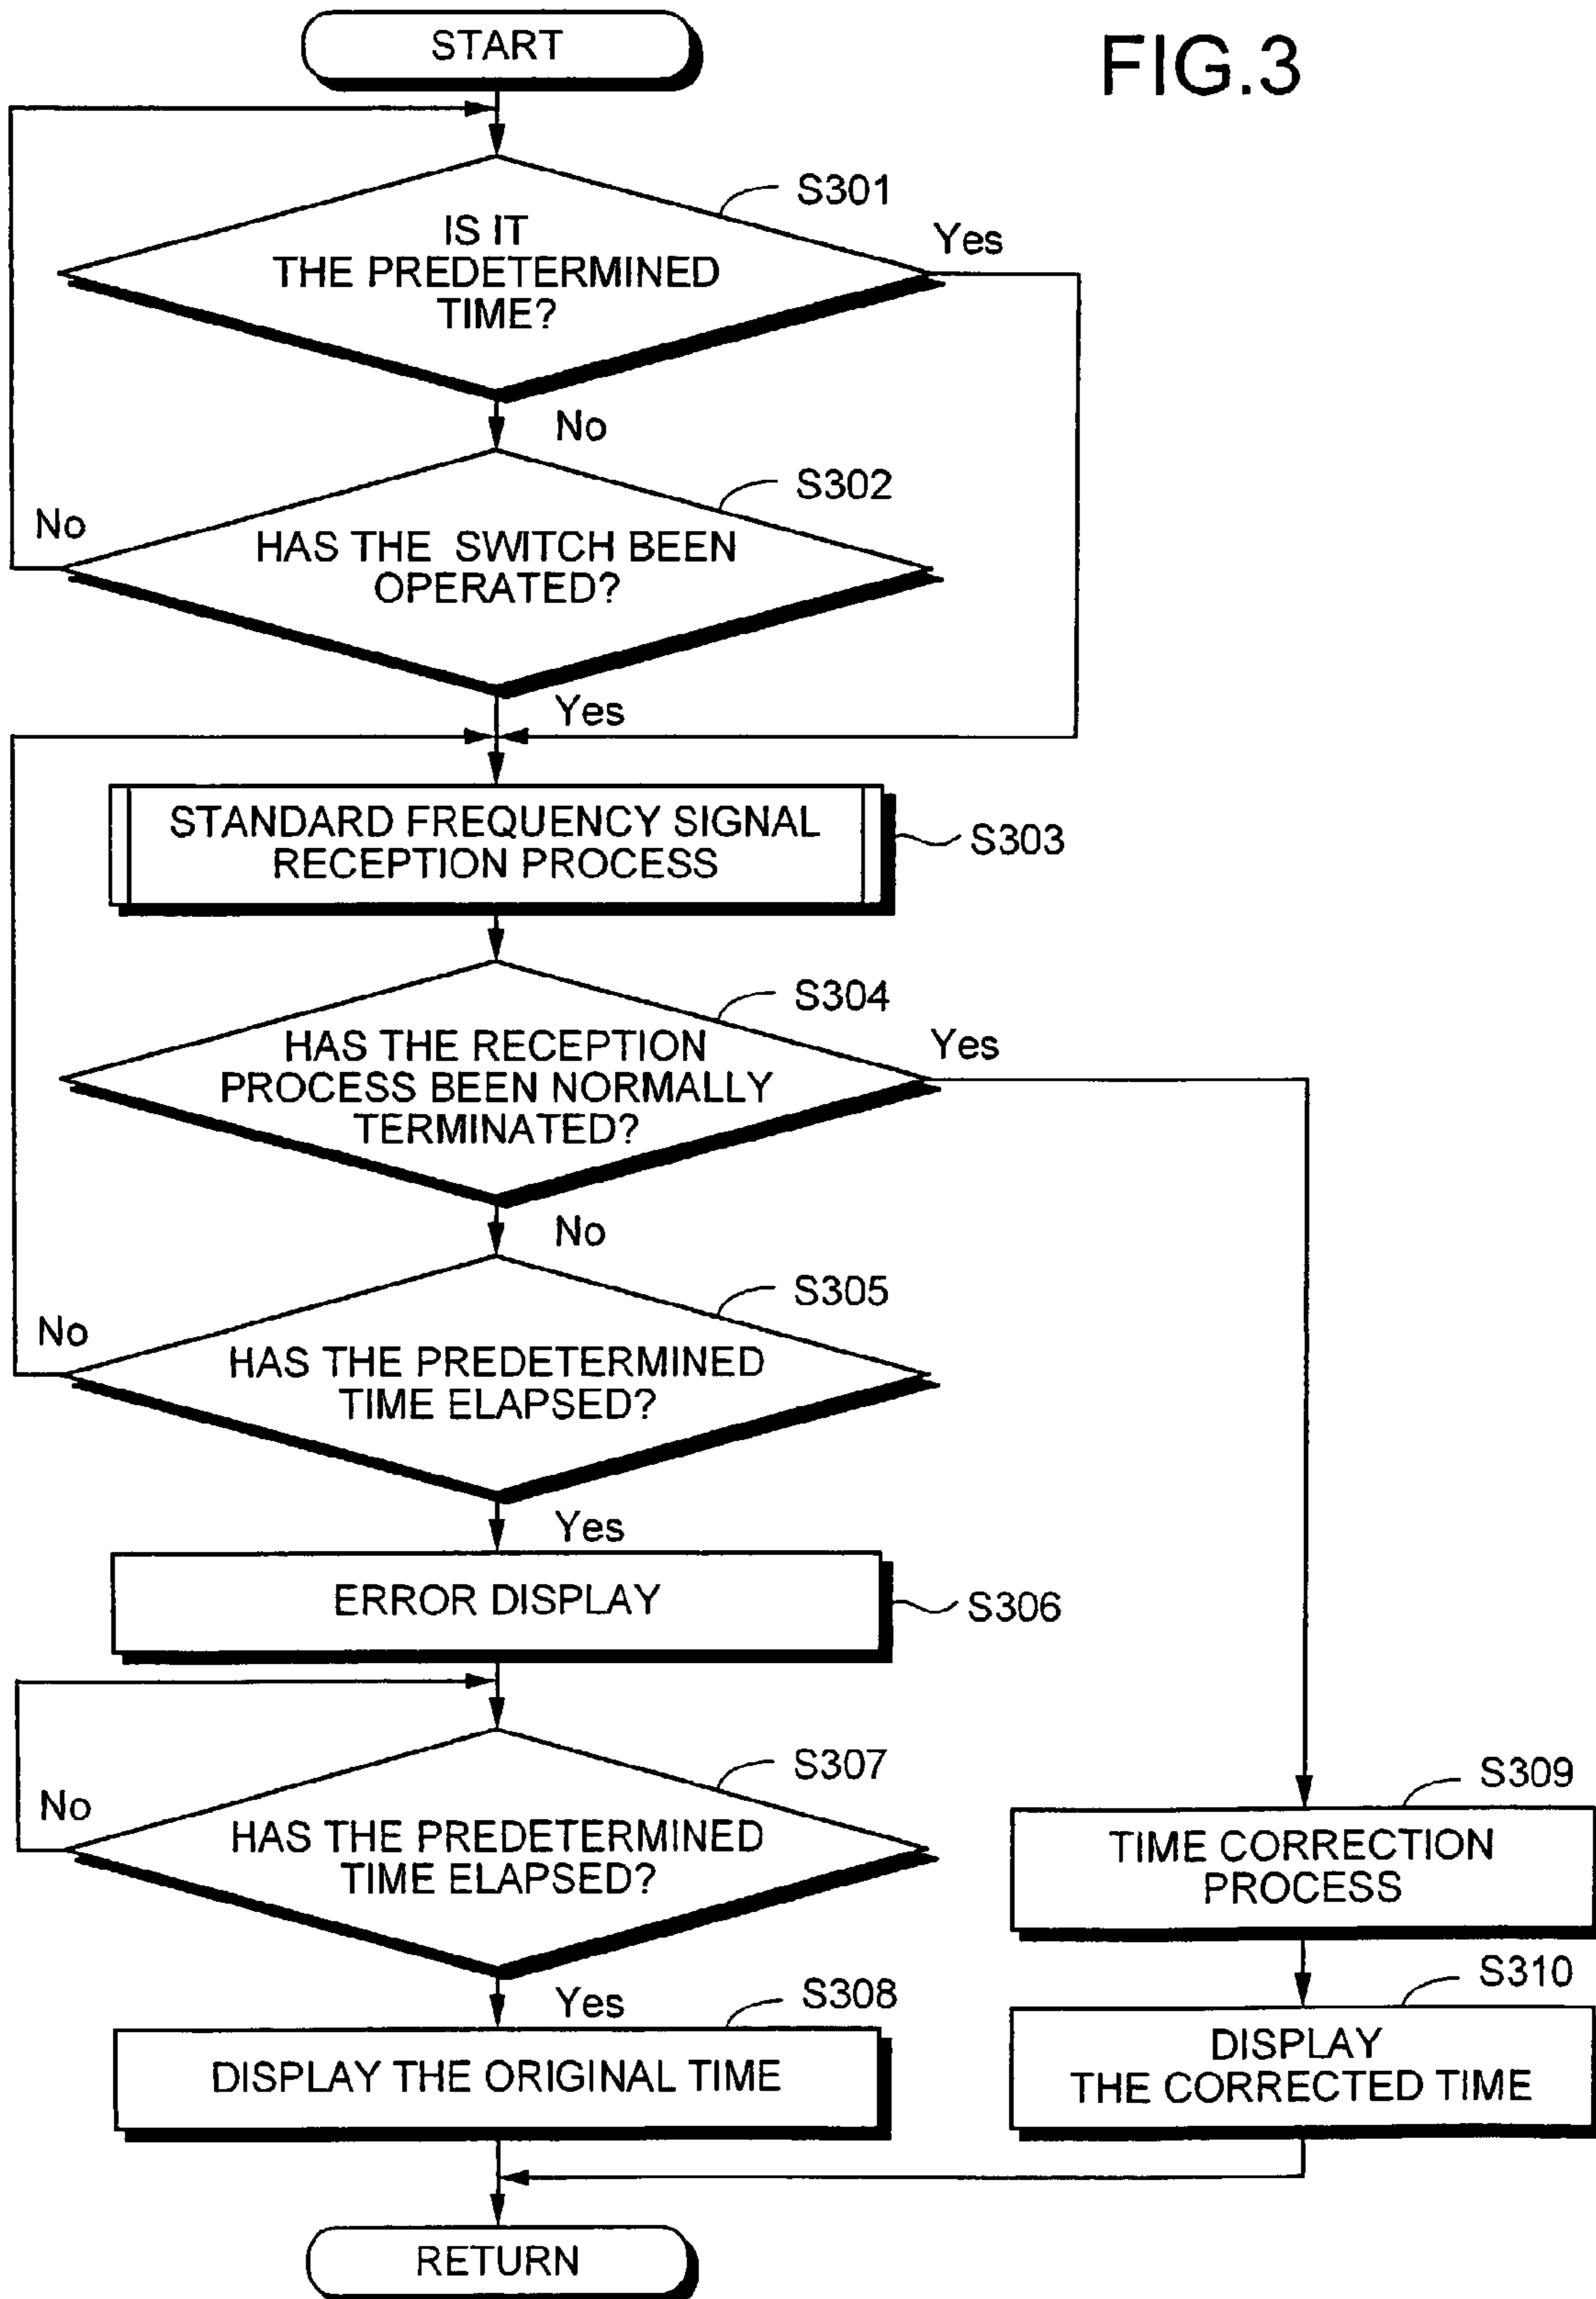 START
FIG.3
S301
IS IT
THE PREDETERMINED
TIME?
Yes
No
S302
HAS THE SWITCH BEEN
OPERATED?
No
Yes
STANDARD FREQUENCY SIGNAL
RECEPTION PROCESS
S303
S304
HAS THE RECEPTION
PROCESS BEEN NORMALLY
TERMINATED?
Yes
No
S305
HAS THE PREDETERMINED
TIME ELAPSED?
No
Yes
ERROR DISPLAY
S306
S307
HAS THE PREDETERMINED
TIME ELAPSED?
No
Yes
S308
DISPLAY THE ORIGINAL TIME
S309
TIME CORRECTION
PROCESS
S310
DISPLAY
THE CORRECTED TIME
RETURN